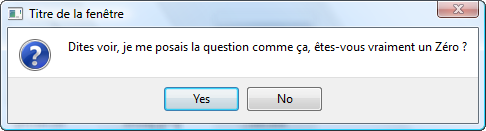 Titre de la fenêtre
Dites voir, je me posais la question comme ça, êtes-vous vraiment un Zéro ?
Yes
No